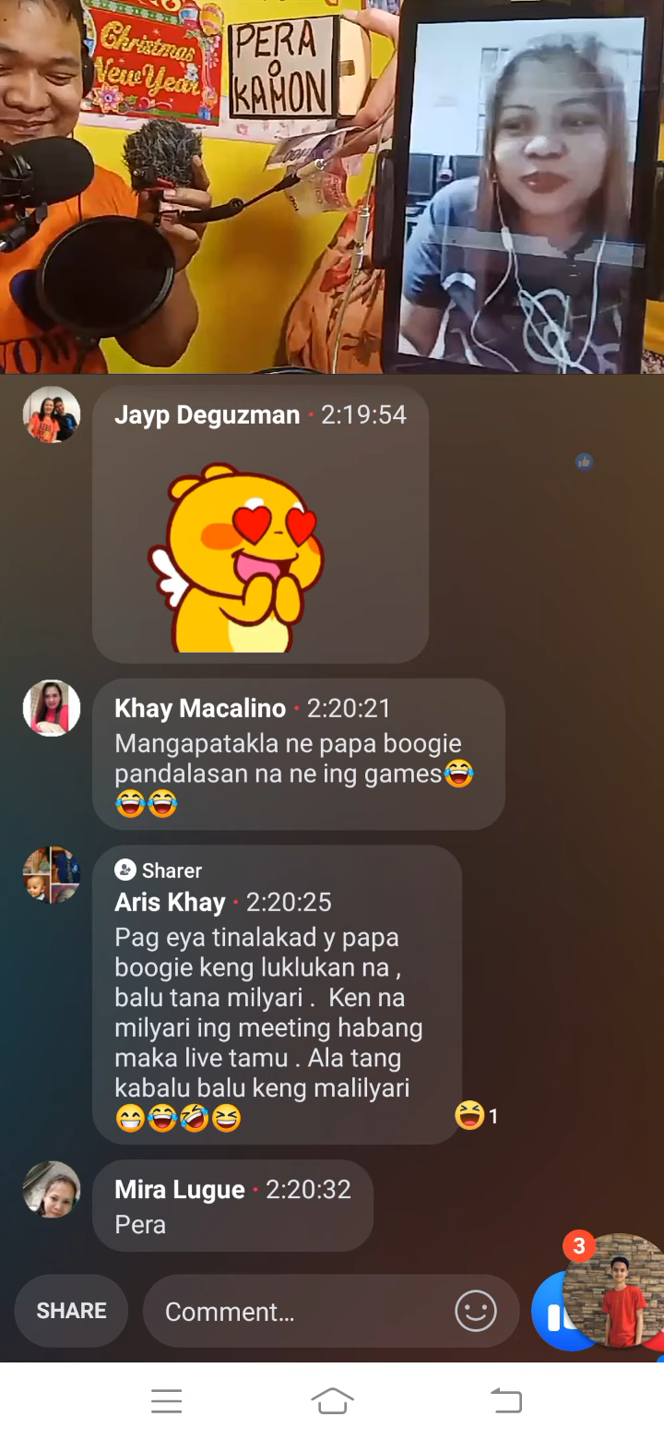 Christmas
New Year
PERA
O
KAHON
Jayp Deguzman · 2:19:54
Khay Macalino · 2:20:21
Mangapatakla ne papa boogie
pandalasan na ne ing games😂
😂😂
Sharer
Aris Khay · 2:20:25
Pag eya tinalakad y papa
boogie keng luklukan na ,
balu tana milyari .  Ken na
milyari ing meeting habang
maka live tamu . Ala tang
kabalu balu keng malilyari
😁😂🤣😆
😆 1
Mira Lugue · 2:20:32
Pera
3
SHARE
Comment...